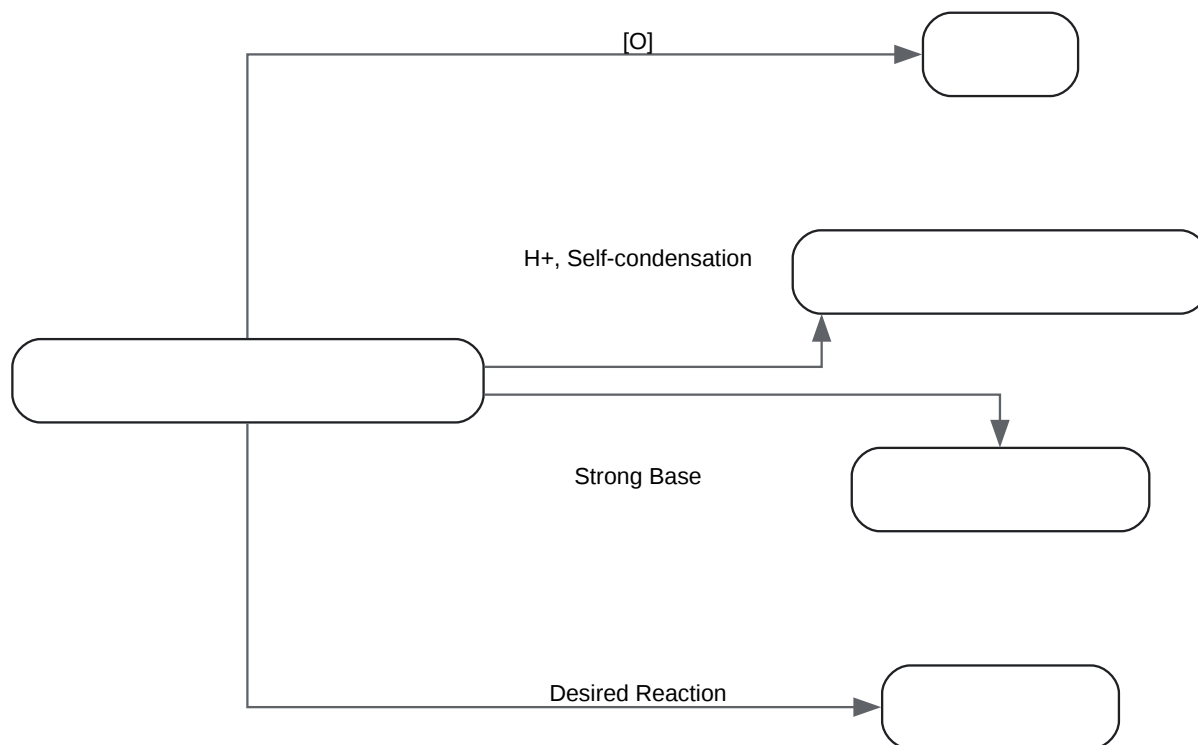 [O]
H+, Self-condensation
Strong Base
Desired Reaction